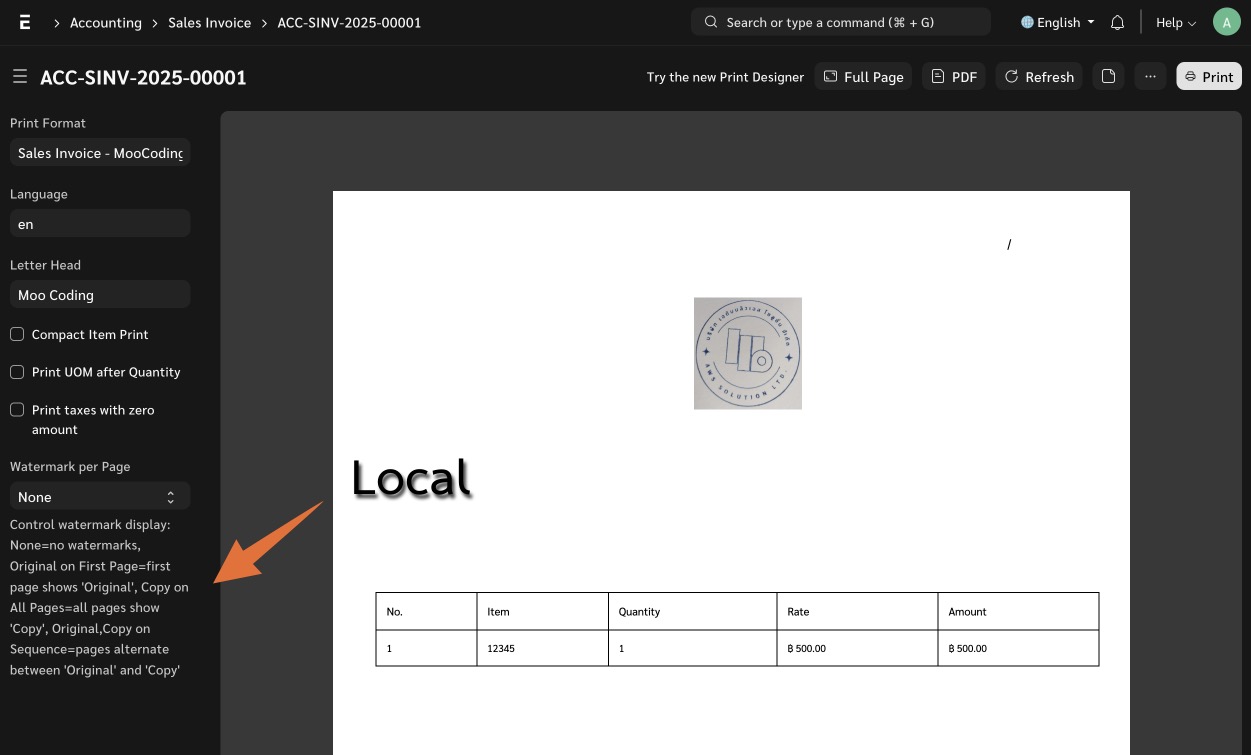 Accounting
Sales Invoice
ACC-SINV-2025-00001
Search or type a command (⌘ + G)
English
Help
A
ACC-SINV-2025-00001
Try the new Print Designer
Full Page
PDF
Refresh
...
Print
Print Format
Sales Invoice - MooCoding
Language
en
Letter Head
Moo Coding
Compact Item Print
Print UOM after Quantity
Print taxes with zero
amount
Watermark per Page
None
Control watermark display:
None=no watermarks,
Original on First Page=first
page shows 'Original', Copy on
All Pages=all pages show
'Copy', Original,Copy on
Sequence=pages alternate
between 'Original' and 'Copy'
/
AWS SOLUTION LTD.
Local
No. Item Quantity Rate Amount
1 12345 1 ฿ 500.00 ฿ 500.00